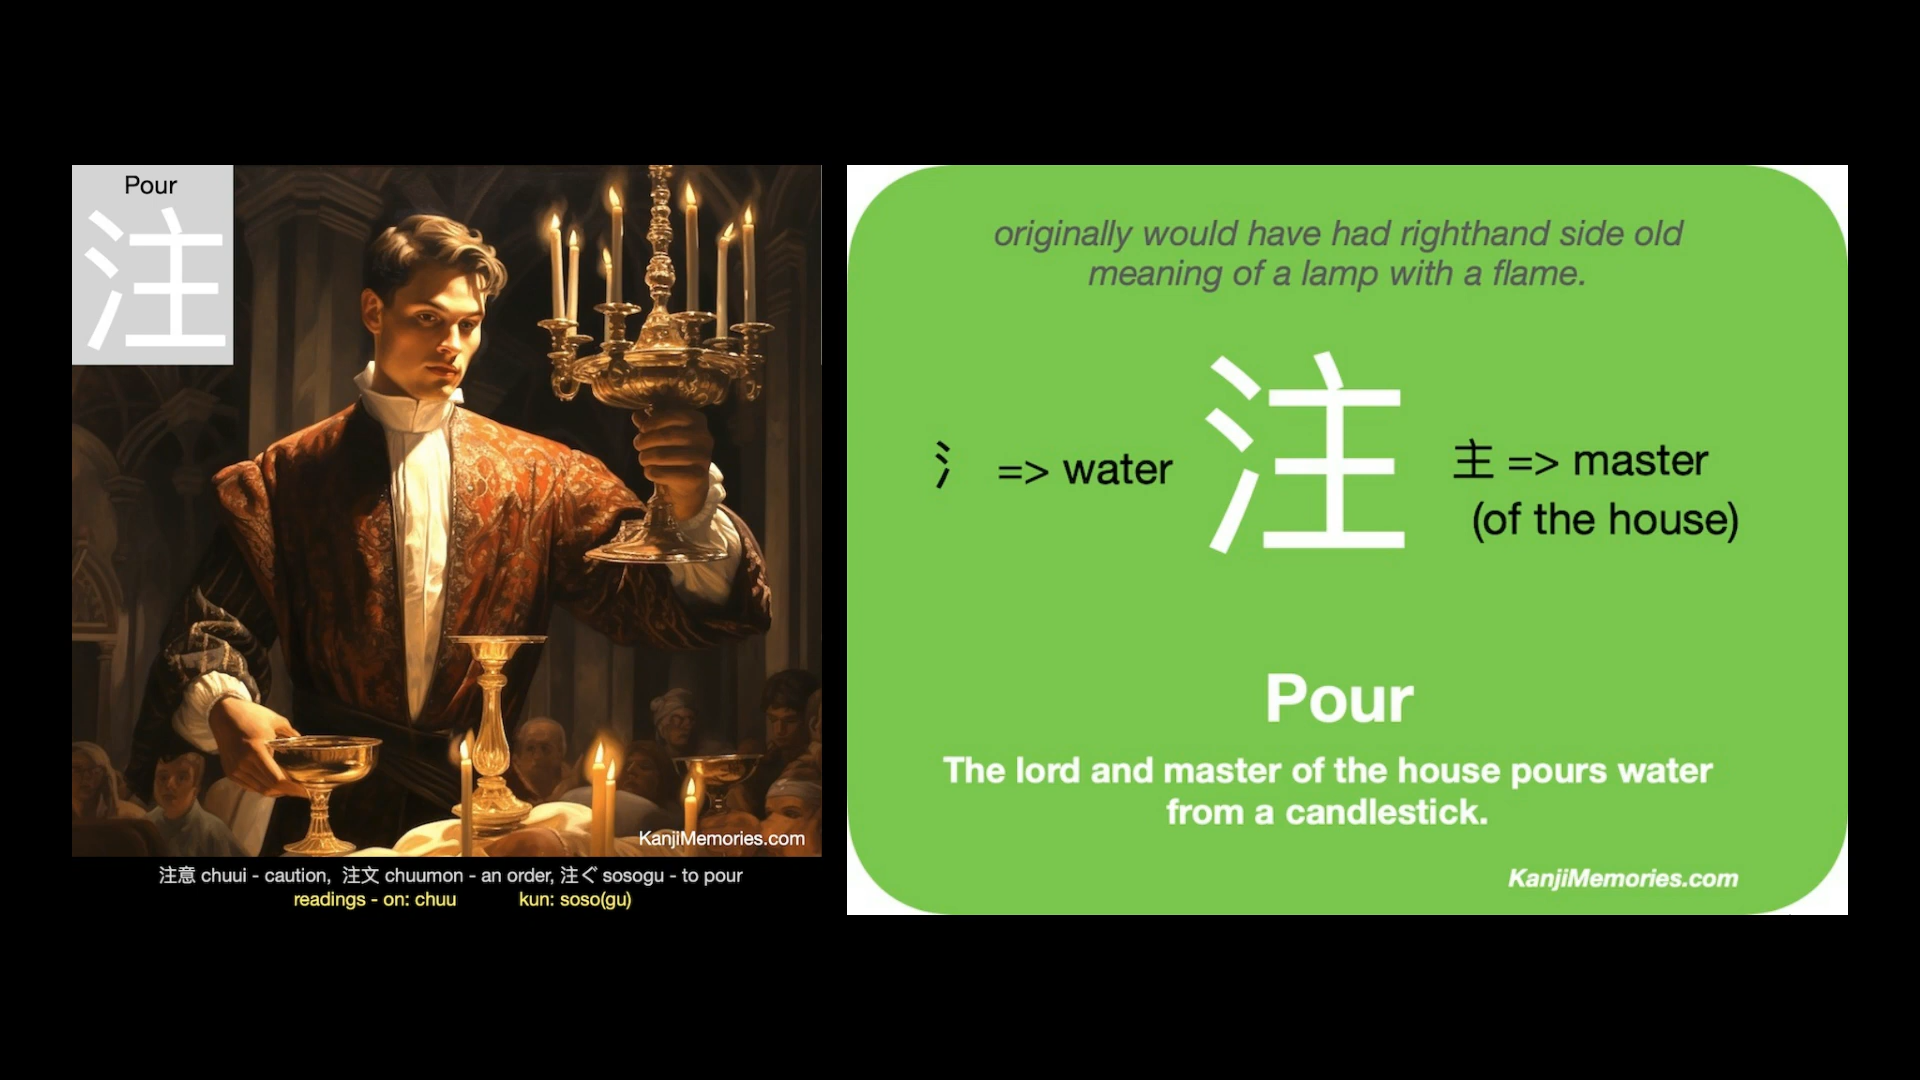 Pour
注
KanjiMemories.com
注意 chuui - caution, 注文 chuumon - an order, 注ぐ sosogu - to pour
readings - on: chuu kun: soso(gu)
originally would have had righthand side old
meaning of a lamp with a flame.
氵 => water
注
主 => master
(of the house)
Pour
The lord and master of the house pours water
from a candlestick.
KanjiMemories.com